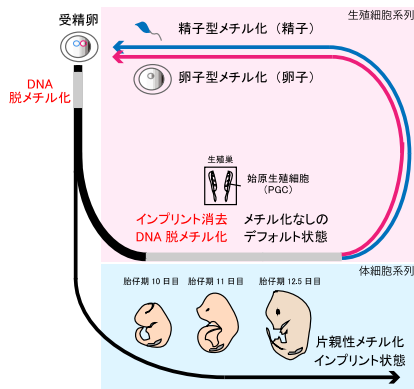 受精卵
生殖細胞系列
精子型メチル化（精子）
卵子型メチル化（卵子）
DNA
脱メチル化
生殖巣
始原生殖細胞
（PGC）
インプリント消去
DNA 脱メチル化
メチル化なしの
デフォルト状態
体細胞系列
胎仔期 10 日目
胎仔期 11 日目
胎仔期 12.5 日目
片親性メチル化
インプリント状態